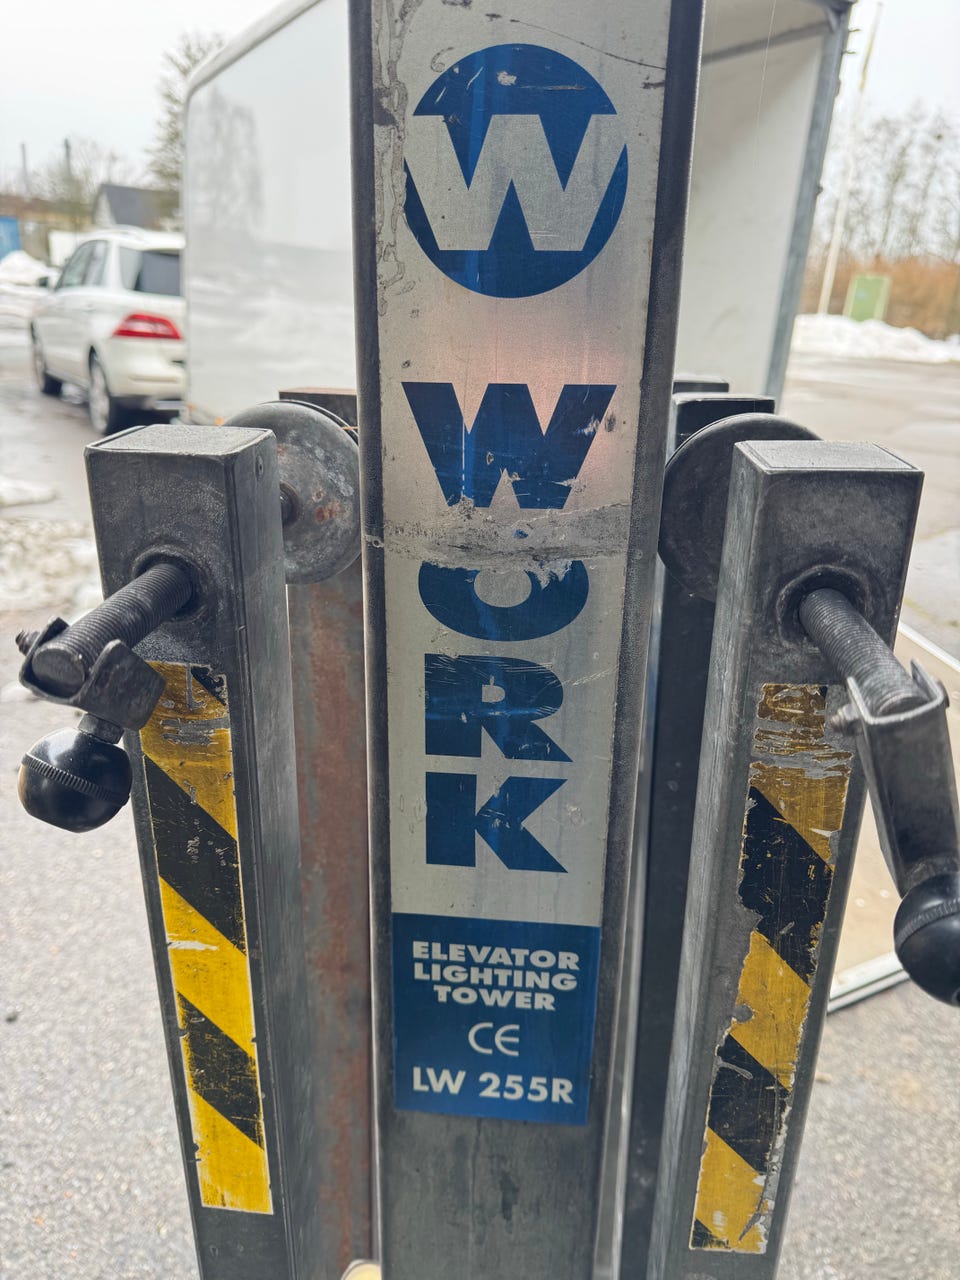 W
WORK
ELEVATOR
LIGHTING
TOWER
CE
LW 255R